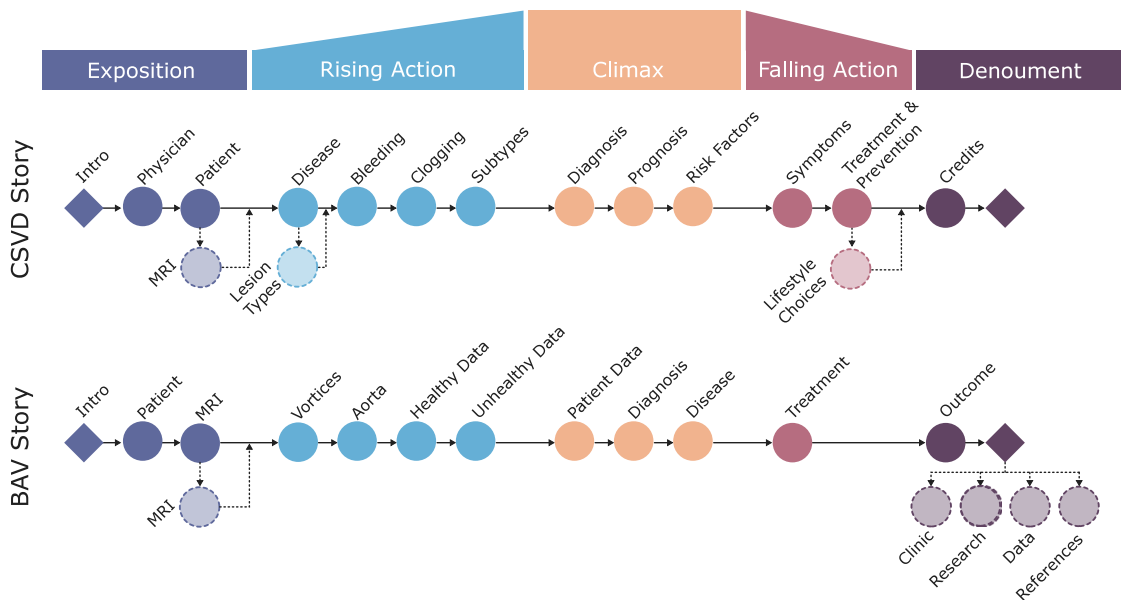 Exposition
Rising Action
Climax
Falling Action
Denoument
CSVD Story
Intro
Physician
Patient
Disease
Bleeding
Clogging
Subtypes
Diagnosis
Prognosis
Risk Factors
Symptoms
Treatment &
Prevention
Credits
MRI
Lesion
Types
Lifestyle
Choices
BAV Story
Intro
Patient
MRI
Vortices
Aorta
Healthy Data
Unhealthy Data
Patient Data
Diagnosis
Disease
Treatment
Outcome
MRI
Clinic
Research
Data
References